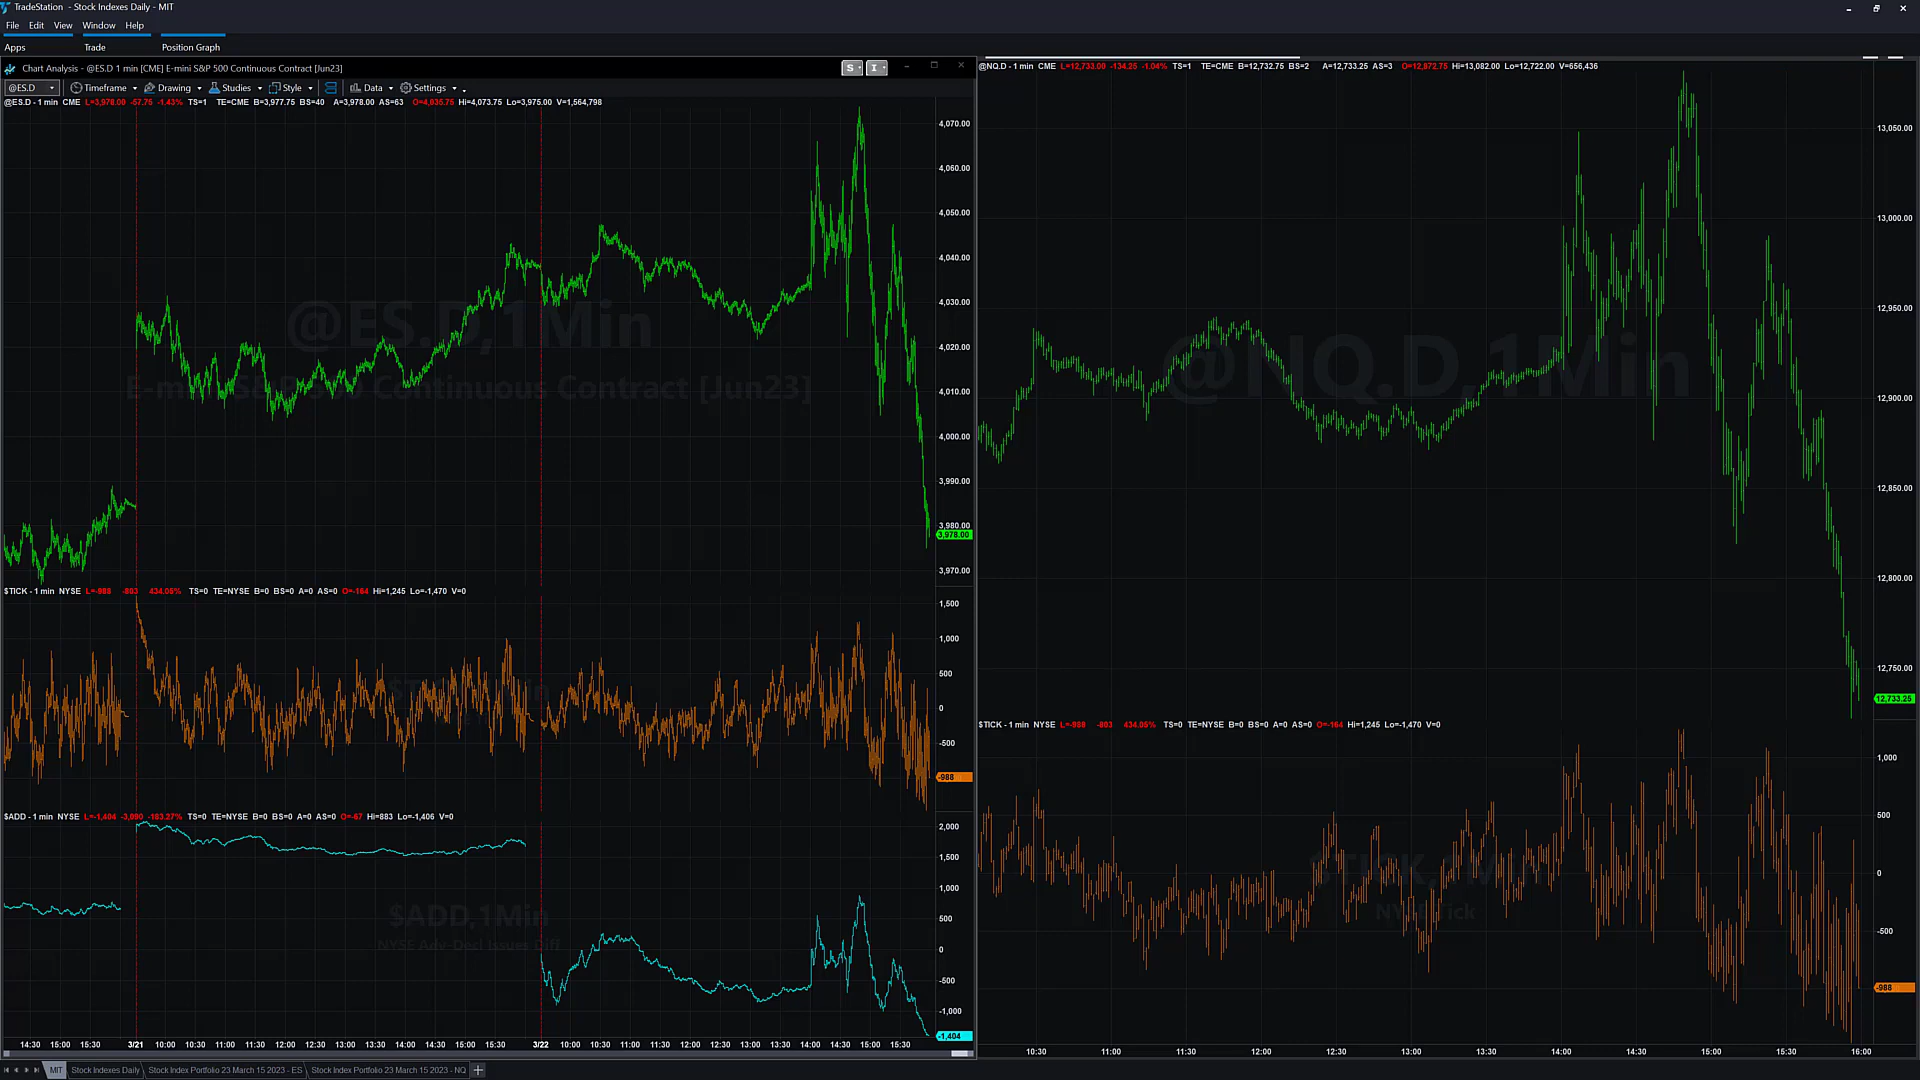 TradeStation - Stock Indexes Daily - MIT
File Edit View Window Help
Apps Trade Position Graph
Chart Analysis - @ES.D 1 min [CME] E-mini S&P 500 Continuous Contract [Jun23]
S I
@ES.D Timeframe Drawing Studies Style Data Settings
@ES.D - 1 min CME L=3,978.00 -57.75 -1.43% TS=1 TE=CME B=3,977.75 BS=40 A=3,978.00 AS=63 O=4,035.75 Hi=4,073.75 Lo=3,975.00 V=1,564,798
4,070.00
4,060.00
4,050.00
4,040.00
4,030.00
4,020.00
4,010.00
4,000.00
3,990.00
3,980.00
3,978.00
3,970.00
@ES.D,1Min
E-mini S&P 500 Continuous Contract [Jun23]
$TICK - 1 min NYSE L=-988 -803 434.05% TS=0 TE=NYSE B=0 BS=0 A=0 AS=0 O=-164 Hi=1,245 Lo=-1,470 V=0
1,500
1,000
500
0
-500
-988
$ADD - 1 min NYSE L=-1,404 -3,090 -183.27% TS=0 TE=NYSE B=0 BS=0 A=0 AS=0 O=-67 Hi=883 Lo=-1,406 V=0
2,000
1,500
1,000
500
0
-500
-1,000
-1,404
$ADD,1Min
NYSE Adv-Decl Issues Diff
14:30 15:00 15:30 3/21 10:00 10:30 11:00 11:30 12:00 12:30 13:00 13:30 14:00 14:30 15:00 15:30 3/22 10:00 10:30 11:00 11:30 12:00 12:30 13:00 13:30 14:00 14:30 15:00 15:30
@NQ.D - 1 min CME L=12,733.00 -134.25 -1.04% TS=1 TE=CME B=12,732.75 BS=2 A=12,733.25 AS=3 O=12,872.75 Hi=13,082.00 Lo=12,722.00 V=656,436
13,050.00
13,000.00
12,950.00
12,900.00
12,850.00
12,800.00
12,750.00
12,733.25
@NQ.D,1Min
$TICK - 1 min NYSE L=-988 -803 434.05% TS=0 TE=NYSE B=0 BS=0 A=0 AS=0 O=-164 Hi=1,245 Lo=-1,470 V=0
1,000
500
0
-500
-988
$TICK,1Min
NYSE Tick
10:30 11:00 11:30 12:00 12:30 13:00 13:30 14:00 14:30 15:00 15:30 16:00
MIT Stock Indexes Daily Stock Index Portfolio 23 March 15 2023 - ES Stock Index Portfolio 23 March 15 2023 - NQ